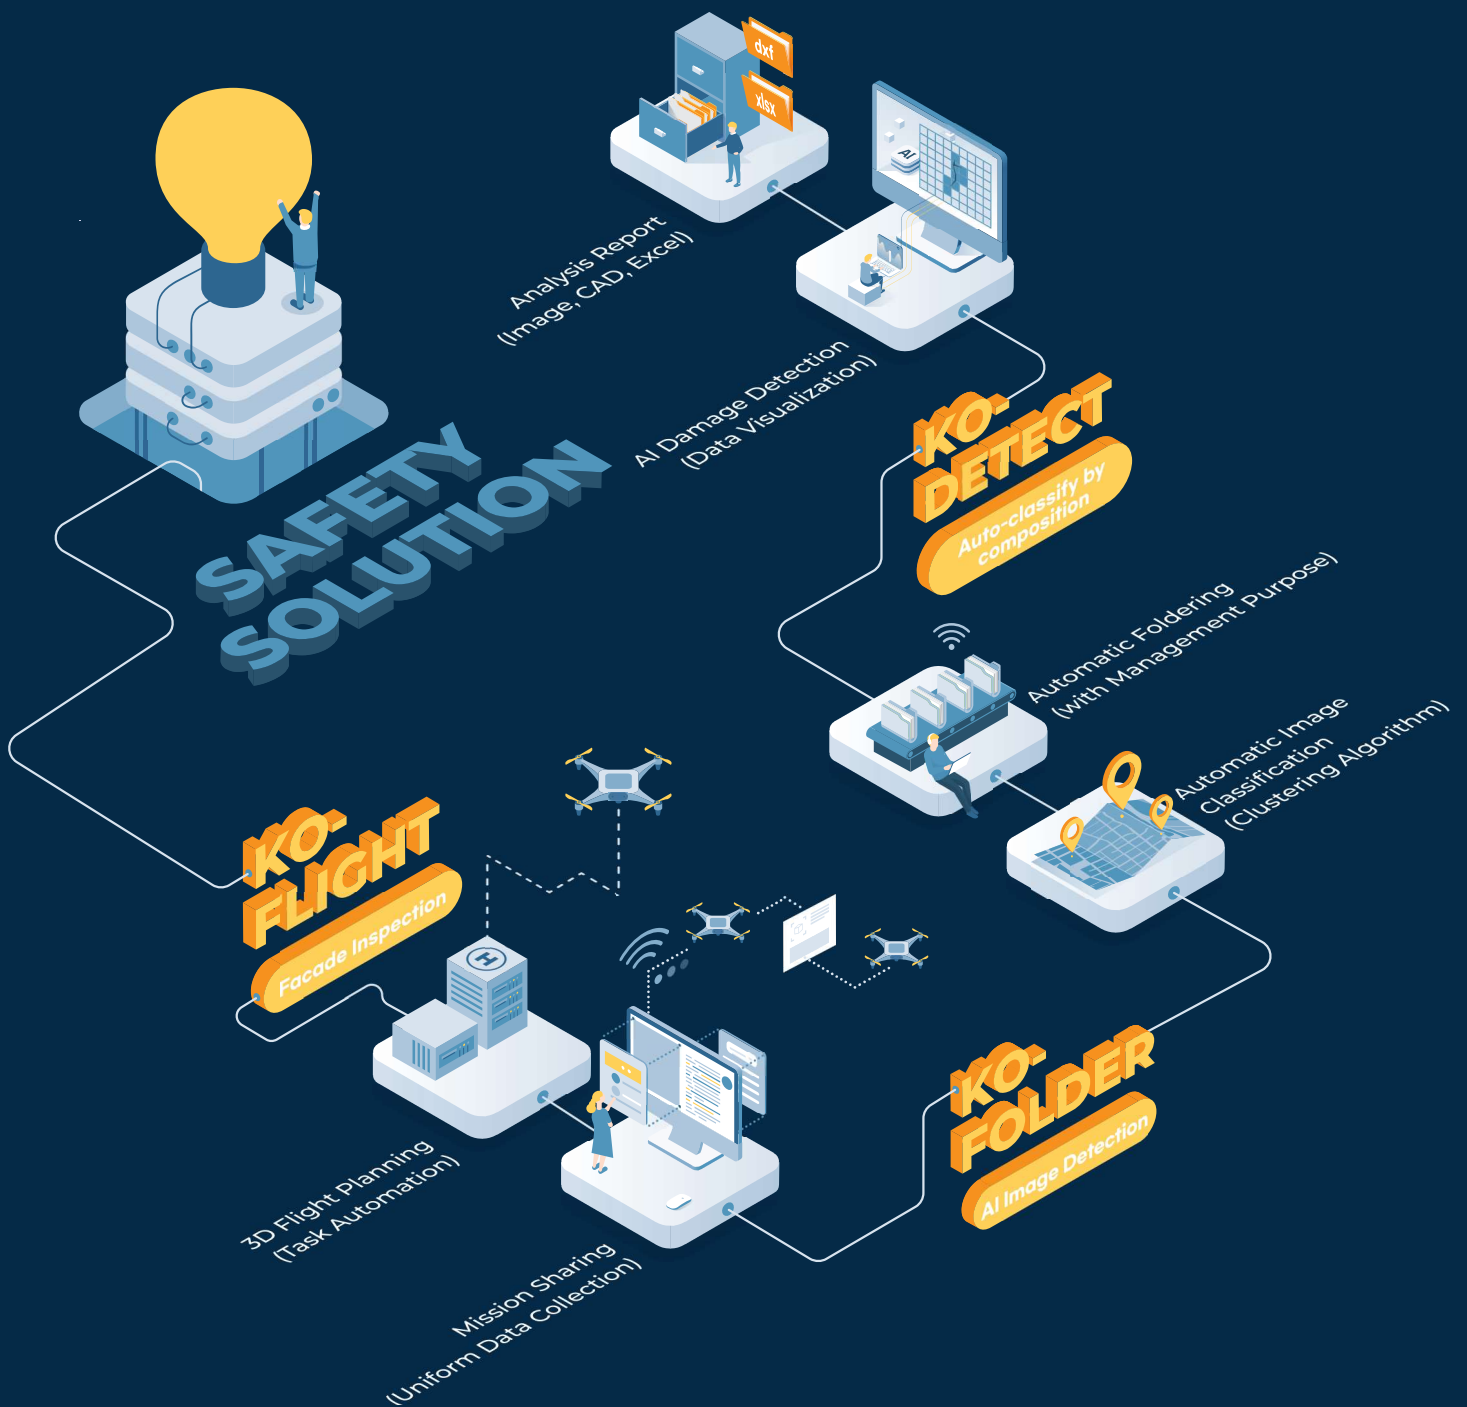 SAFETY
SOLUTION
KO-
FLIGHT
Facade Inspection
H
3D Flight Planning
(Task Automation)
Mission Sharing
(Uniform Data Collection)
KO-
FOLDER
AI Image Detection
Automatic Image
Classification
(Clustering Algorithm)
Automatic Foldering
(with Management Purpose)
KO-
DETECT
Auto-classify by
composition
AI
AI Damage Detection
(Data Visualization)
dxf
xlsx
Analysis Report
(Image, CAD, Excel)